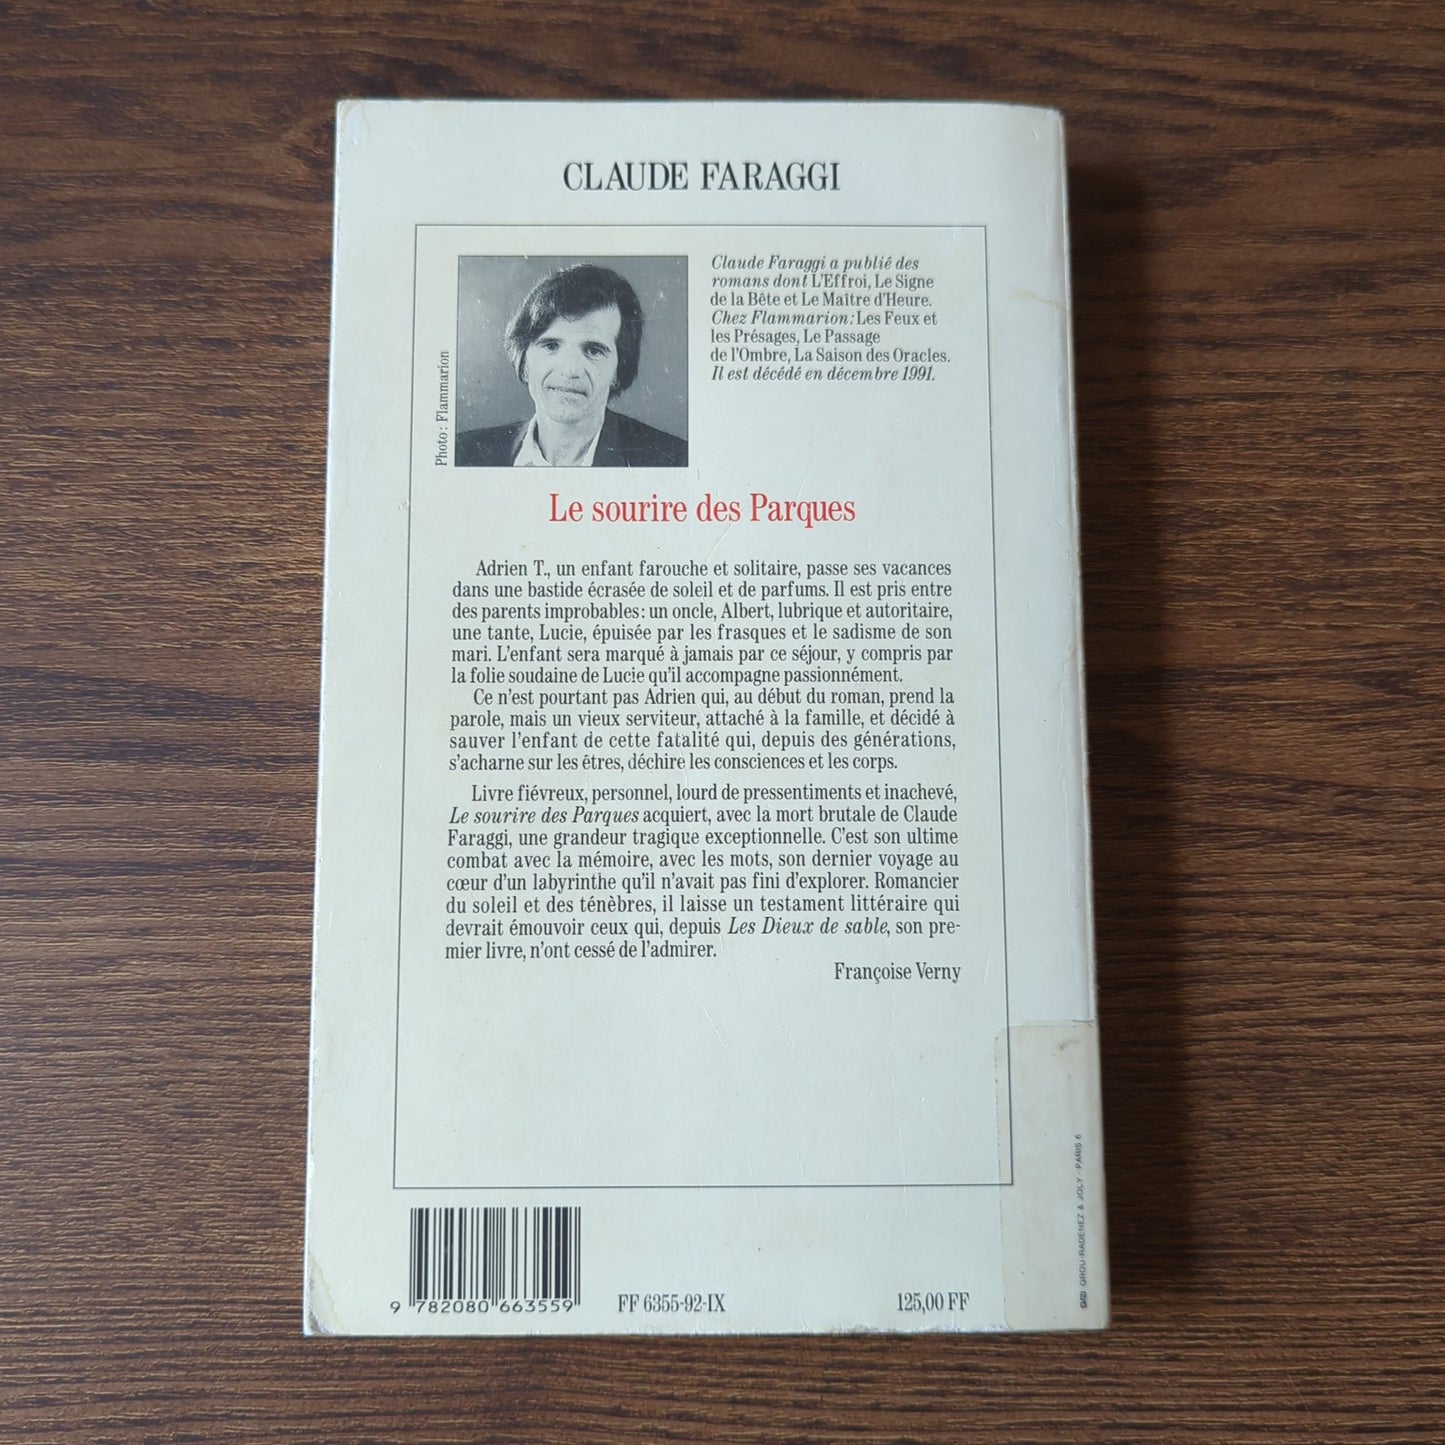 CLAUDE FARAGGI
Photo: Flammarion
Claude Faraggi a publié des
romans dont L'Effroi, Le Signe
de la Bête et Le Maître d'Heure.
Chez Flammarion: Les Feux et
les Présages, Le Passage
de l'Ombre, La Saison des Oracles.
Il est décédé en décembre 1991.
Le sourire des Parques
Adrien T., un enfant farouche et solitaire, passe ses vacances
dans une bastide écrasée de soleil et de parfums. Il est pris entre
des parents improbables: un oncle, Albert, lubrique et autoritaire,
une tante, Lucie, épuisée par les frasques et le sadisme de son
mari. L'enfant sera marqué à jamais par ce séjour, y compris par
la folie soudaine de Lucie qu'il accompagne passionnément.
Ce n'est pourtant pas Adrien qui, au début du roman, prend la
parole, mais un vieux serviteur, attaché à la famille, et décidé à
sauver l'enfant de cette fatalité qui, depuis des générations,
s'acharne sur les êtres, déchire les consciences et les corps.
Livre fiévreux, personnel, lourd de pressentiments et inachevé,
Le sourire des Parques acquiert, avec la mort brutale de Claude
Faraggi, une grandeur tragique exceptionnelle. C'est son ultime
combat avec la mémoire, avec les mots, son dernier voyage au
cœur d'un labyrinthe qu'il n'avait pas fini d'explorer. Romancier
du soleil et des ténèbres, il laisse un testament littéraire qui
devrait émouvoir ceux qui, depuis Les Dieux de sable, son pre-
mier livre, n'ont cessé de l'admirer.
Françoise Verny
9 782080 663559
FF 6355-92-IX
125,00 FF
GROU-RADENEZ & JOLY - PARIS 6